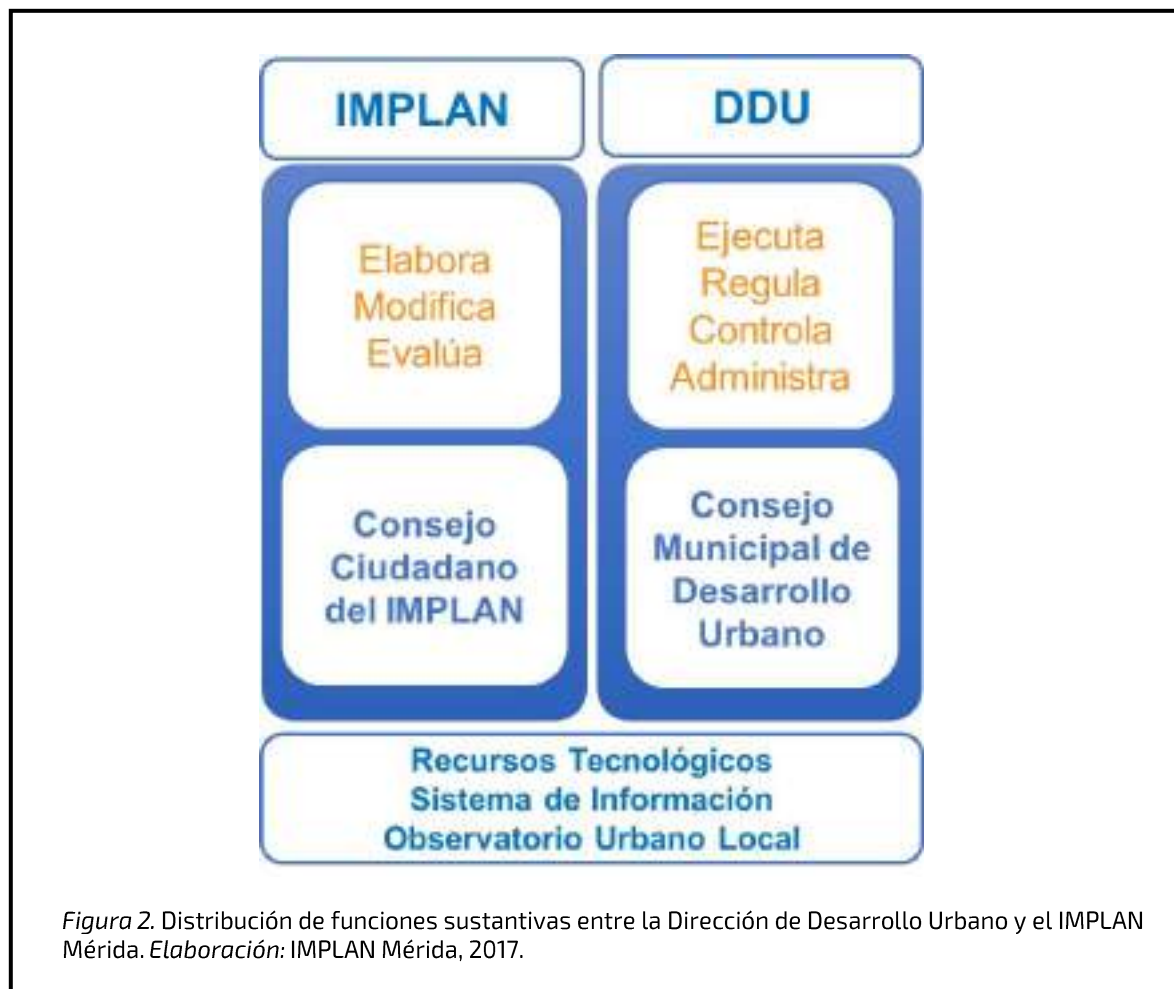 IMPLAN
DDU
Elabora
Modifica
Evalúa
Ejecuta
Regula
Controla
Administra
Consejo
Ciudadano
del IMPLAN
Consejo
Municipal de
Desarrollo
Urbano
Recursos Tecnológicos
Sistema de Información
Observatorio Urbano Local
Figura 2. Distribución de funciones sustantivas entre la Dirección de Desarrollo Urbano y el IMPLAN
Mérida. Elaboración: IMPLAN Mérida, 2017.